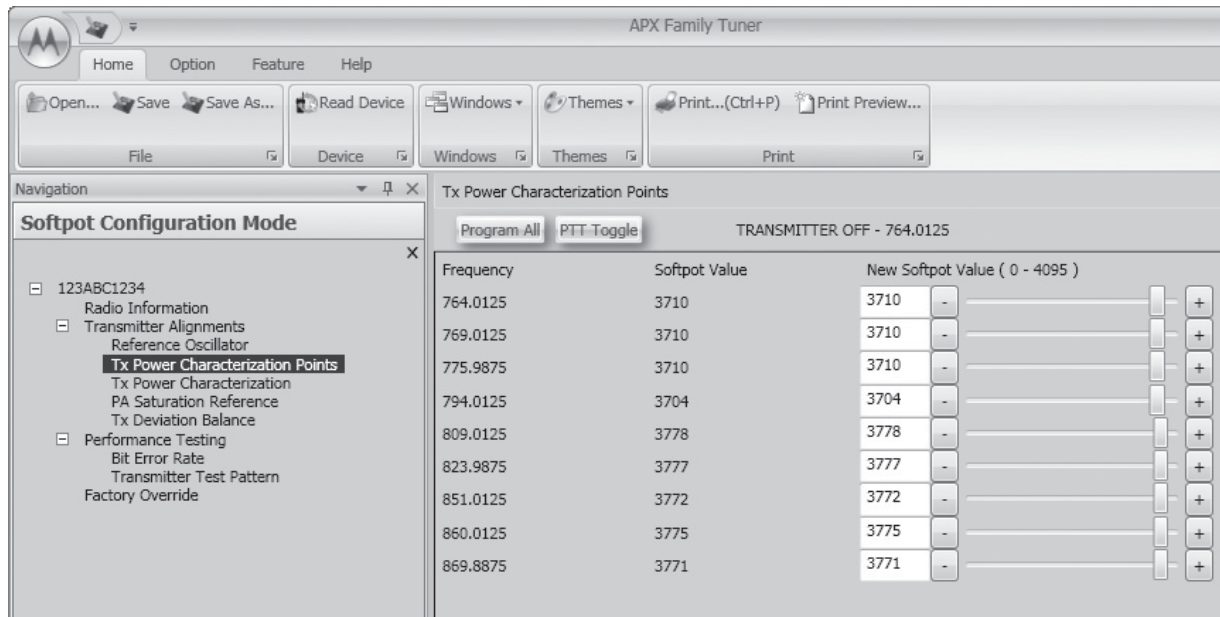 APX Family Tuner
Home Option Feature Help
Open... Save Save As... Read Device Windows Themes Print...(Ctrl+P) Print Preview...
File Device Windows Themes Print
Navigation
Softpot Configuration Mode
123ABC1234
Radio Information
Transmitter Alignments
Reference Oscillator
Tx Power Characterization Points
Tx Power Characterization
PA Saturation Reference
Tx Deviation Balance
Performance Testing
Bit Error Rate
Transmitter Test Pattern
Factory Override
Tx Power Characterization Points
Program All PTT Toggle TRANSMITTER OFF - 764.0125
Frequency Softpot Value New Softpot Value ( 0 - 4095 )
764.0125 3710 3710 - +
769.0125 3710 3710 - +
775.9875 3710 3710 - +
794.0125 3704 3704 - +
809.0125 3778 3778 - +
823.9875 3777 3777 - +
851.0125 3772 3772 - +
860.0125 3775 3775 - +
869.8875 3771 3771 - +